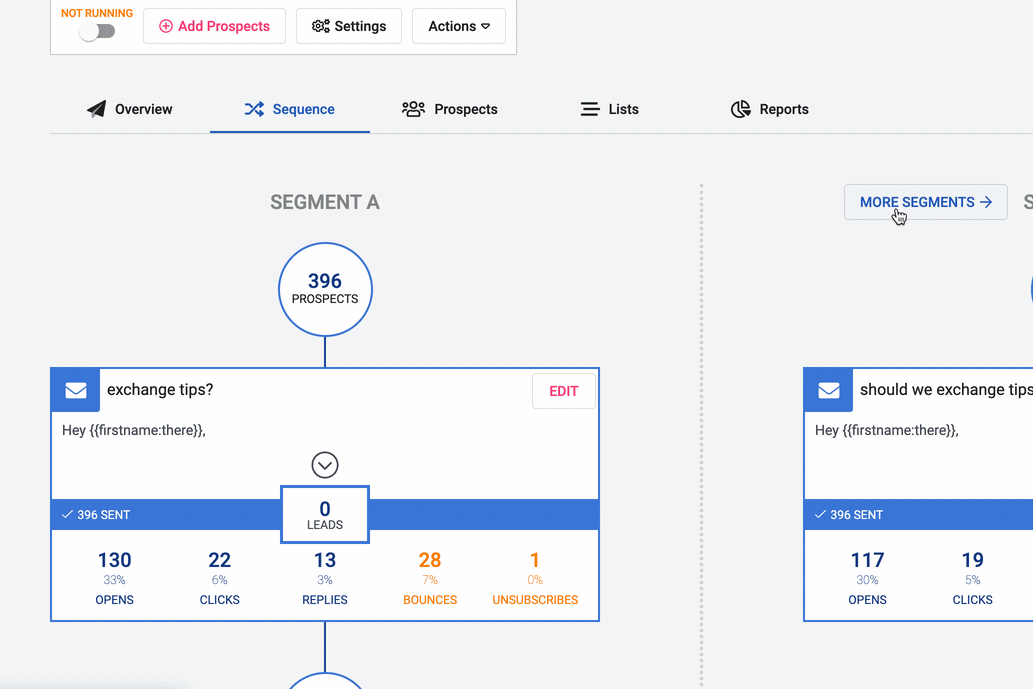 NOT RUNNING
Add Prospects
Settings
Actions
Overview
Sequence
Prospects
Lists
Reports
SEGMENT A
MORE SEGMENTS
S
396
PROSPECTS
exchange tips?
EDIT
Hey {{firstname:there}},
396 SENT
0
LEADS
130
33%
OPENS
22
6%
CLICKS
13
3%
REPLIES
28
7%
BOUNCES
1
0%
UNSUBSCRIBES
should we exchange tips
Hey {{firstname:there}},
396 SENT
117
30%
OPENS
19
5%
CLICKS